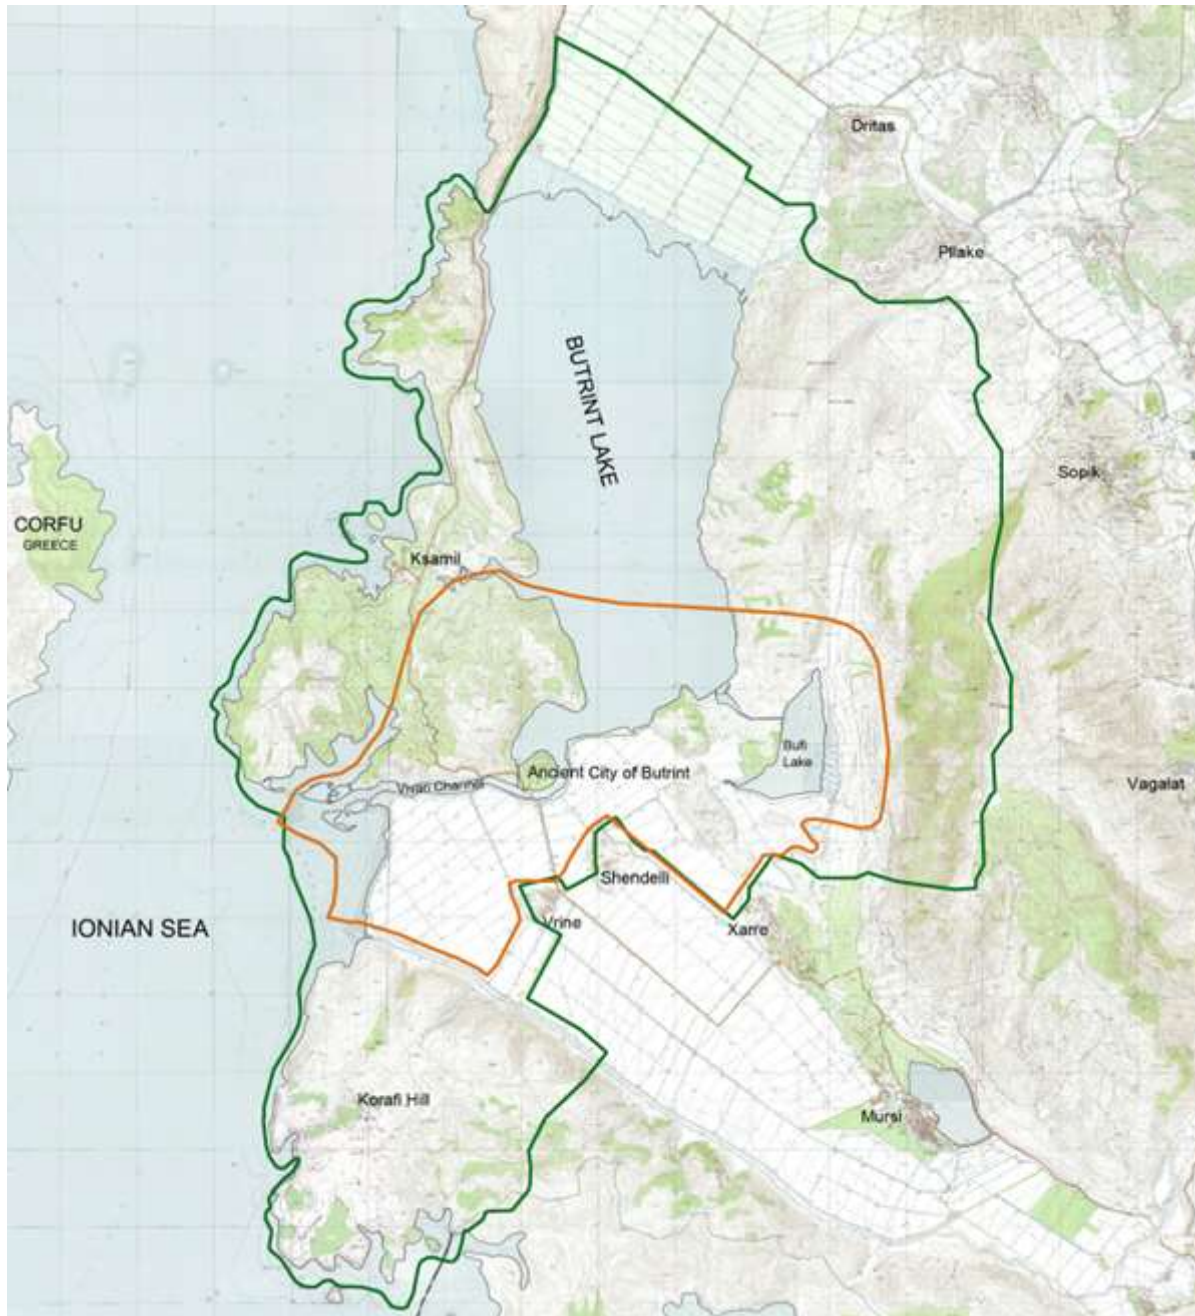 Dritas
Pllake
BUTRINT LAKE
Sopik
CORFU
GREECE
Ksamil
Bufi
Lake
Ancient City of Butrint
Vivari Channel
Vagalat
Shendelli
Vrine
Xarre
IONIAN SEA
Korafi Hill
Mursi